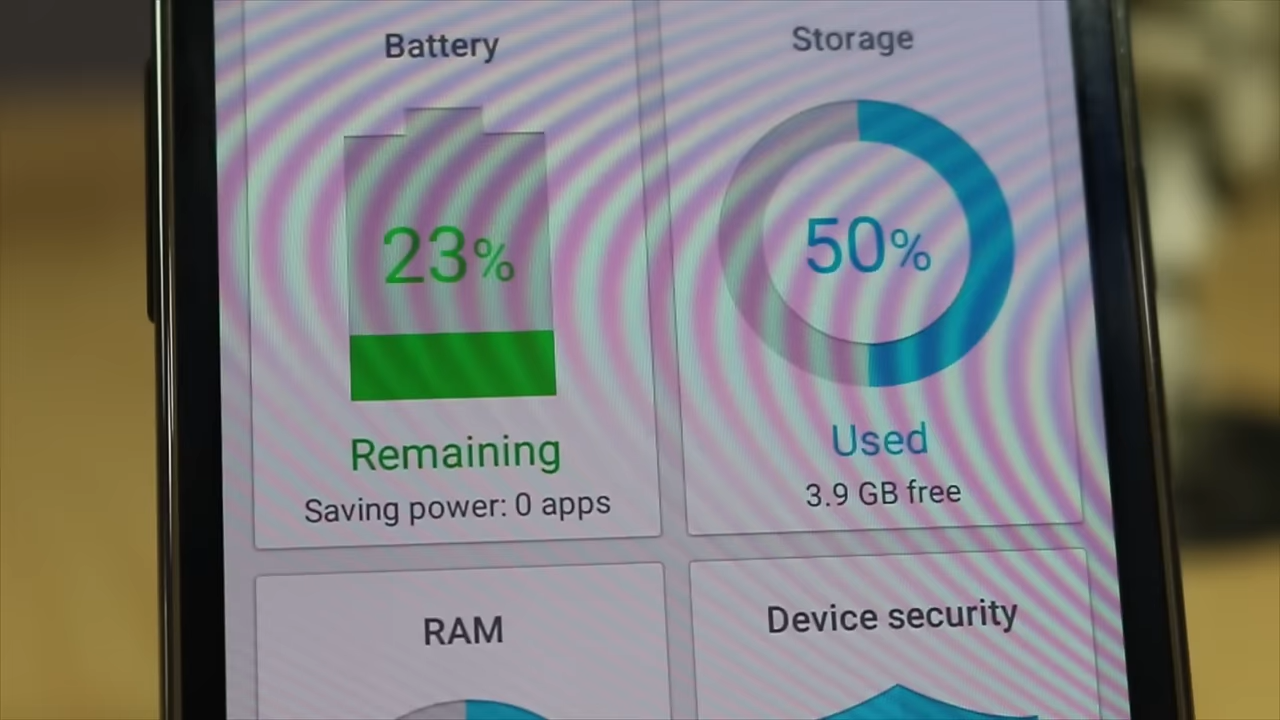 Battery
23%
Remaining
Saving power: 0 apps
Storage
50%
Used
3.9 GB free
RAM
Device security